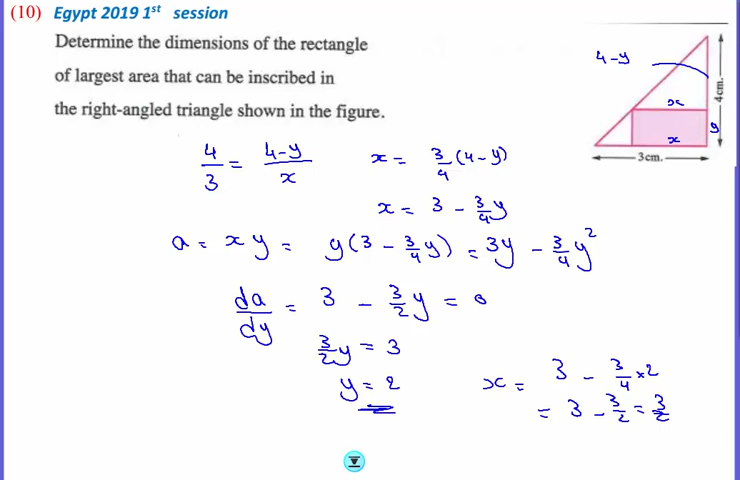 (10) Egypt 2019 1st session
Determine the dimensions of the rectangle
of largest area that can be inscribed in
the right-angled triangle shown in the figure.
4-y
x
4cm.
y
x
3cm.
4/3 = (4-y)/x
x = 3/4 (4-y)
x = 3 - 3/4 y
a = xy = y(3 - 3/4 y) = 3y - 3/4 y²
da/dy = 3 - 3/2 y = 0
3/2 y = 3
y = 2
x = 3 - 3/4 × 2
= 3 - 3/2 = 3/2